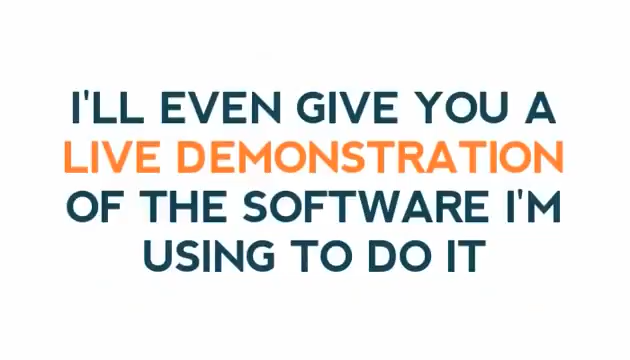 I'LL EVEN GIVE YOU A
LIVE DEMONSTRATION
OF THE SOFTWARE I'M
USING TO DO IT